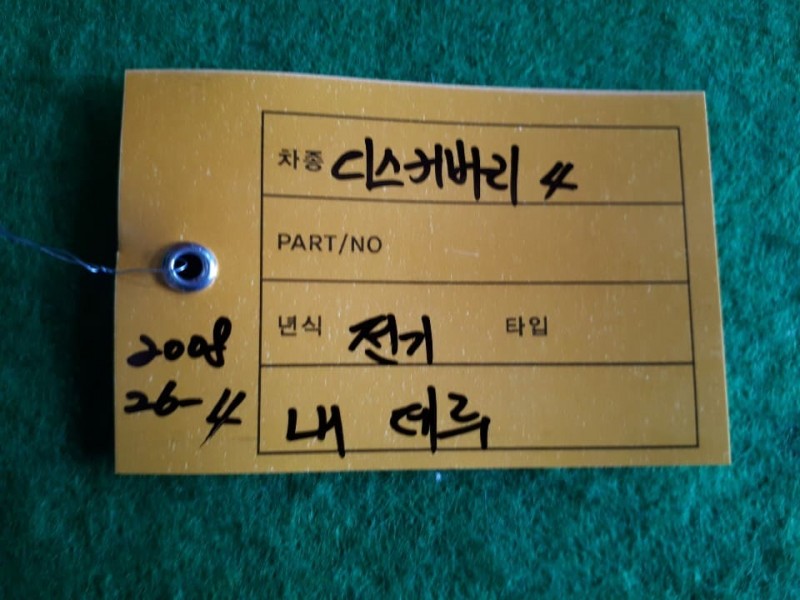 차종 디스커버리 4
PART/NO
년식 전기 타입
내 데루
2008
26-4